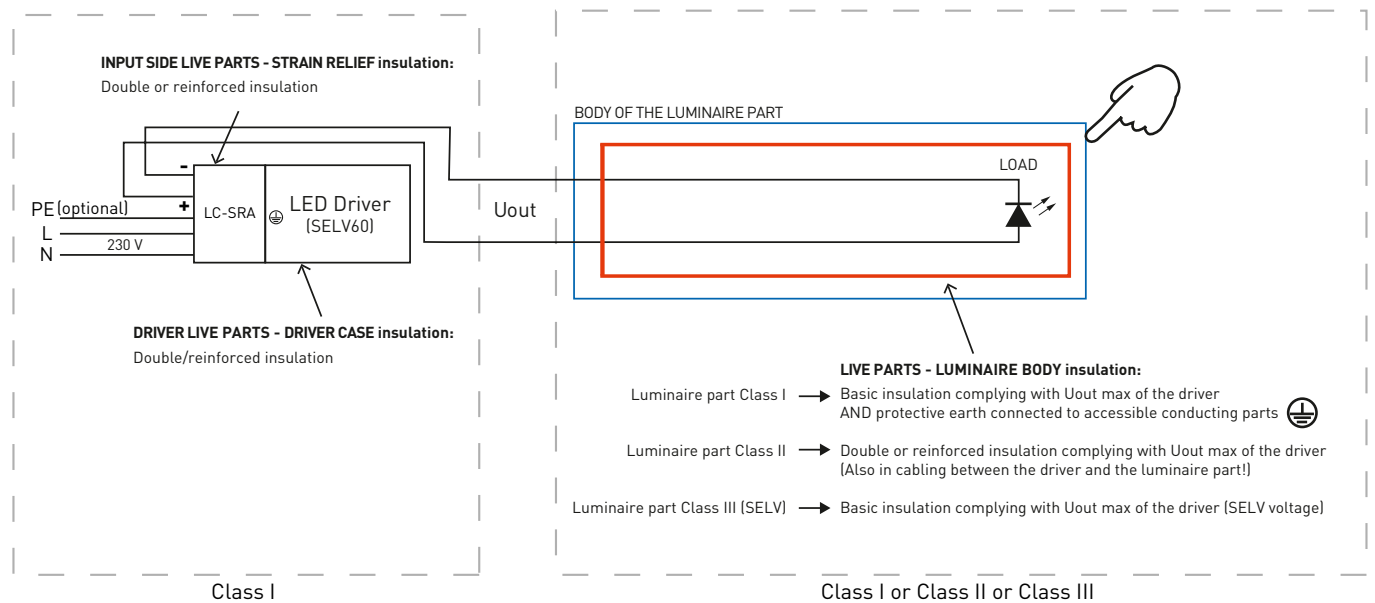 INPUT SIDE LIVE PARTS - STRAIN RELIEF insulation:
Double or reinforced insulation
BODY OF THE LUMINAIRE PART
LOAD
-
+
PE (optional)
L
N
230 V
LC-SRA
LED Driver
(SELV60)
Uout
DRIVER LIVE PARTS - DRIVER CASE insulation:
Double/reinforced insulation
LIVE PARTS - LUMINAIRE BODY insulation:
Luminaire part Class I
Basic insulation complying with Uout max of the driver
AND protective earth connected to accessible conducting parts
Luminaire part Class II
Double or reinforced insulation complying with Uout max of the driver
(Also in cabling between the driver and the luminaire part!)
Luminaire part Class III (SELV)
Basic insulation complying with Uout max of the driver (SELV voltage)
Class I
Class I or Class II or Class III